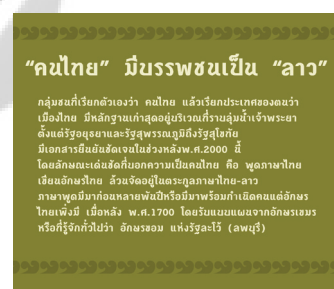 “คนไทย” มีบรรพชนเป็น “ลาว”
กลุ่มชนที่เรียกตัวเองว่า คนไทย แล้วเรียกประเทศของตนว่า
เมืองไทย มีหลักฐานเก่าสุดอยู่บริเวณที่ราบลุ่มน้ำเจ้าพระยา
ตั้งแต่รัฐอยุธยาและรัฐสุพรรณภูมิถึงรัฐสุโขทัย
มีเอกสารยืนยันชัดเจนในช่วงหลังพ.ศ.2000 นี้
โดยลักษณะเด่นชัดที่บอกความเป็นคนไทย คือ พูดภาษาไทย
เขียนอักษรไทย ล้วนจัดอยู่ในตระกูลภาษาไทย-ลาว
ภาษาพูดมีมาก่อนหลายพันปีหรือมีมาพร้อมกำเนิดคนแต่อักษร
ไทยเพิ่งมี เมื่อหลัง พ.ศ.1700 โดยรับแบบแผนจากอักษรเขมร
หรือที่รู้จักทั่วไปว่า อักษรขอม แห่งรัฐละโว้ (ลพบุรี)